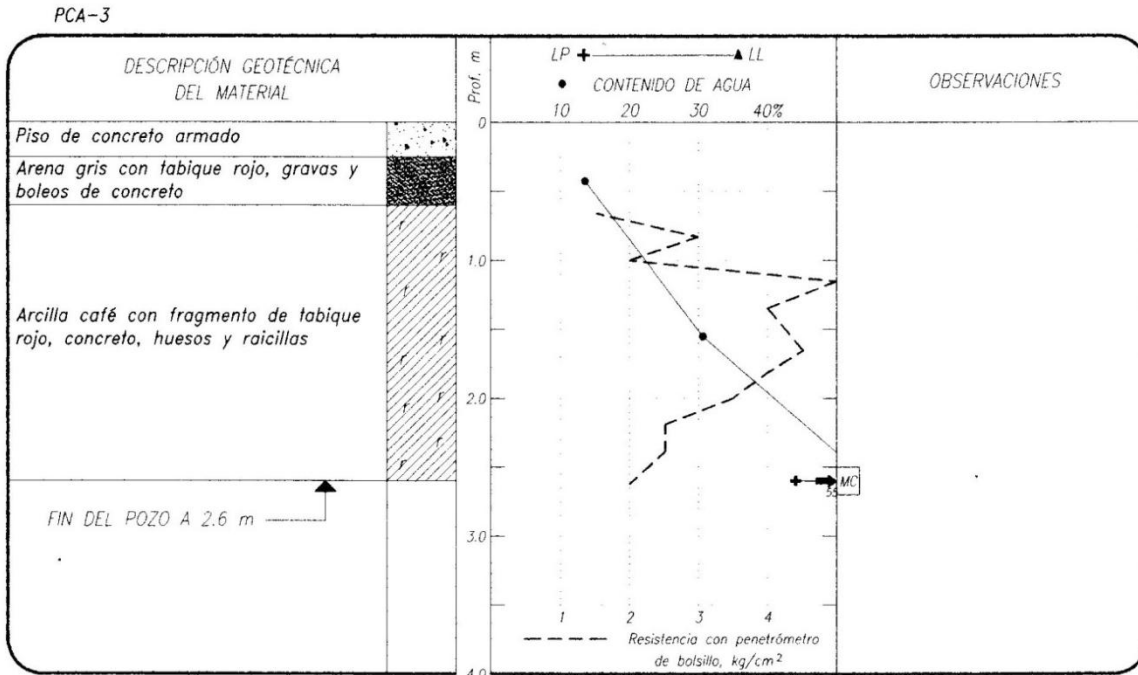 PCA-3
DESCRIPCIÓN GEOTÉCNICA
DEL MATERIAL
Prof. m
LP LL
CONTENIDO DE AGUA
10 20 30 40%
OBSERVACIONES
0
Piso de concreto armado
Arena gris con tabique rojo, gravas y
boleos de concreto
r
r
1.0
r
Arcilla café con fragmento de tabique
rojo, concreto, huesos y raicillas
r
r
2.0
r
r
r
r
MC
55
FIN DEL POZO A 2.6 m
3.0
1 2 3 4
Resistencia con penetrómetro
de bolsillo, kg/cm²
4.0